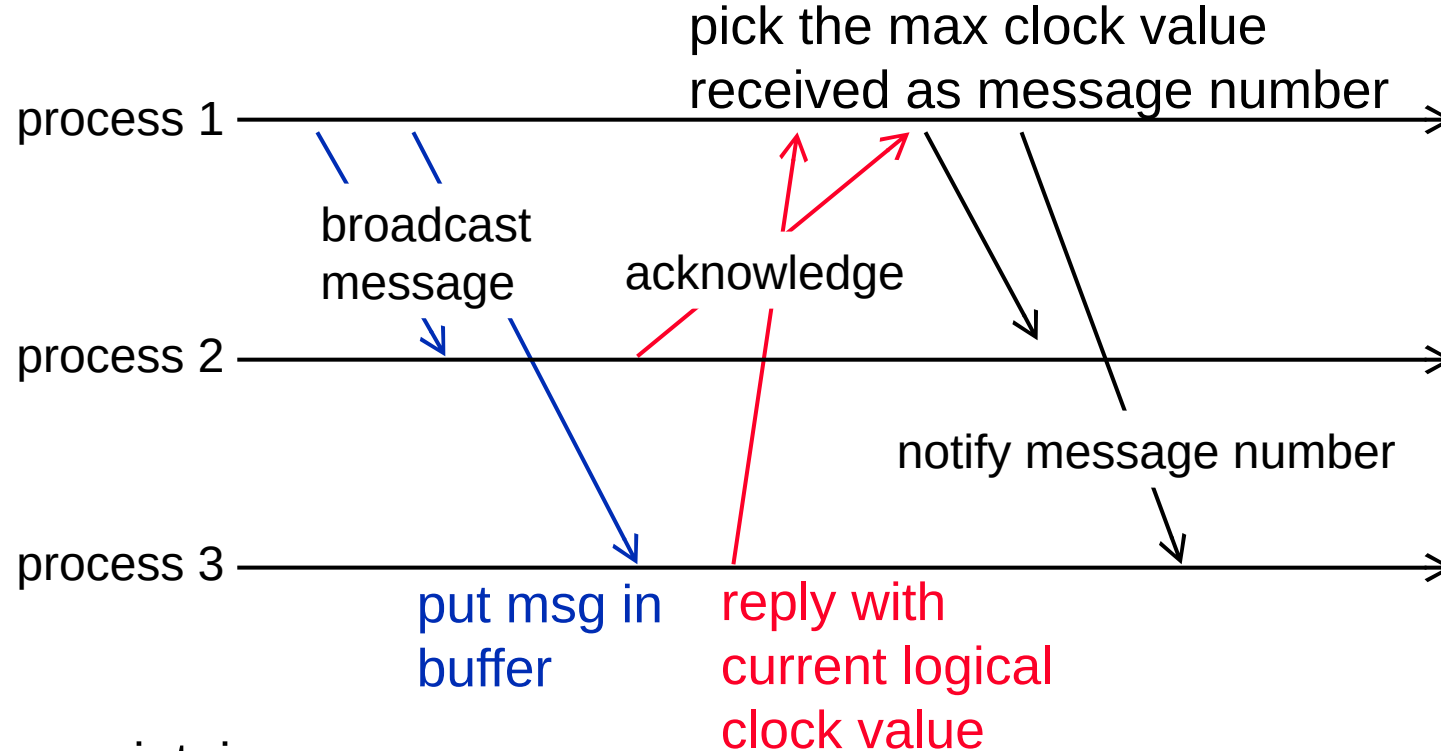 pick the max clock value
received as message number
process 1
broadcast
message
acknowledge
process 2
notify message number
process 3
put msg in
buffer
reply with
current logical
clock value